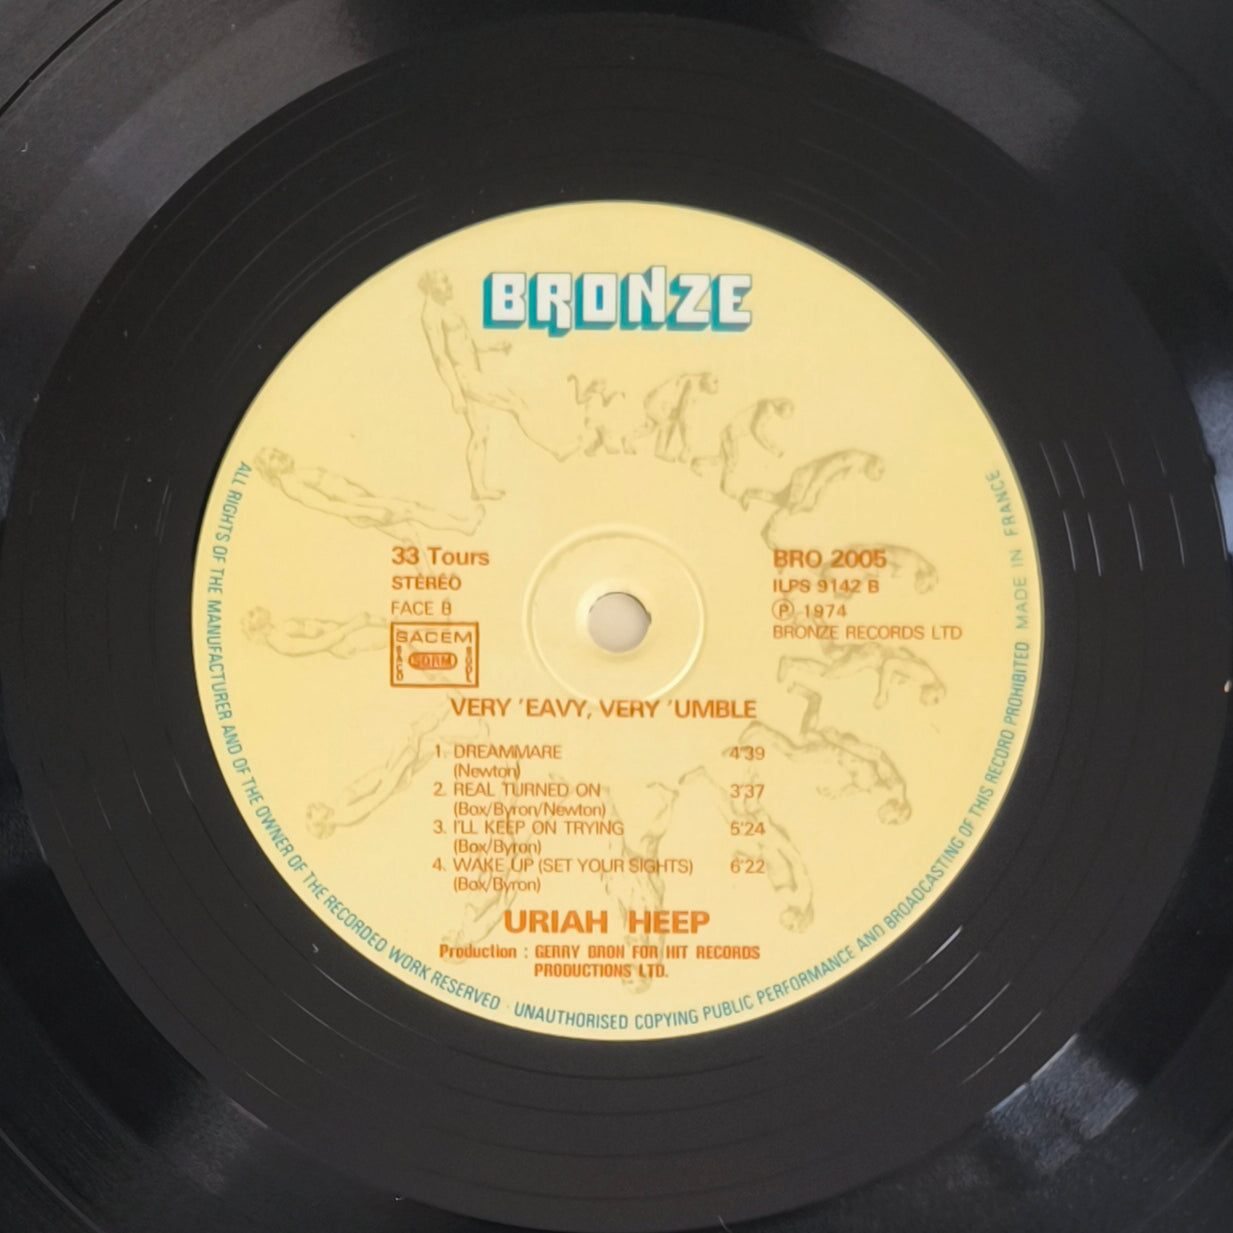 BRONZE
33 Tours
STÉRÉO
FACE B
SACEM
SACD
SDRM
SGDL
BRO 2005
ILPS 9142 B
Ⓟ 1974
BRONZE RECORDS LTD
VERY 'EAVY, VERY 'UMBLE
1. DREAMMARE 4'39
(Newton)
2. REAL TURNED ON 3'37
(Box/Byron/Newton)
3. I'LL KEEP ON TRYING 5'24
(Box/Byron)
4. WAKE UP (SET YOUR SIGHTS) 6'22
(Box/Byron)
URIAH HEEP
Production : GERRY BRON FOR HIT RECORDS
PRODUCTIONS LTD.
ALL RIGHTS OF THE MANUFACTURER AND OF THE OWNER OF THE RECORDED WORK RESERVED · UNAUTHORISED COPYING PUBLIC PERFORMANCE AND BROADCASTING OF THIS RECORD PROHIBITED MADE IN FRANCE